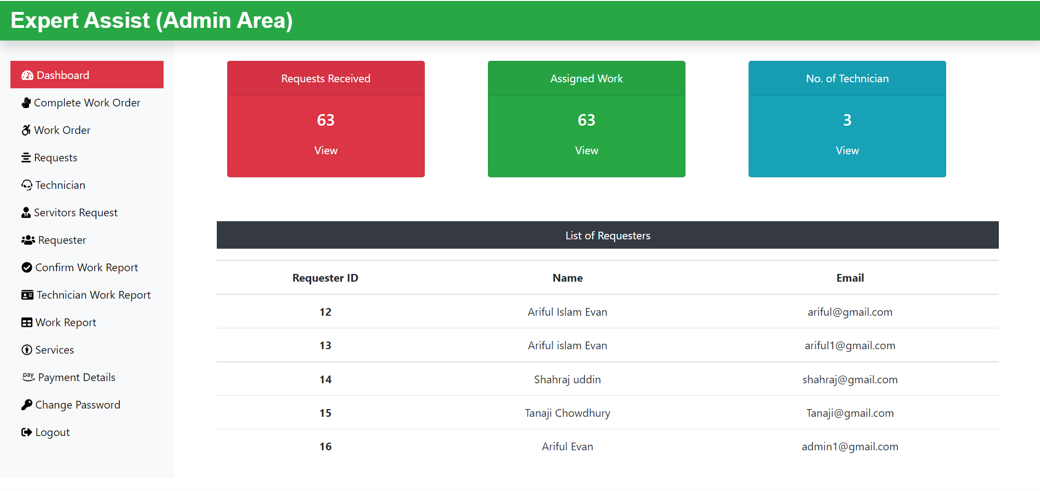 Expert Assist (Admin Area)
Dashboard
Complete Work Order
Work Order
Requests
Technician
Servitors Request
Requester
Confirm Work Report
Technician Work Report
Work Report
Services
pay Payment Details
Change Password
Logout
Requests Received
63
View
Assigned Work
63
View
No. of Technician
3
View
List of Requesters
Requester ID Name Email
12 Ariful Islam Evan ariful@gmail.com
13 Ariful islam Evan ariful1@gmail.com
14 Shahraj uddin shahraj@gmail.com
15 Tanaji Chowdhury Tanaji@gmail.com
16 Ariful Evan admin1@gmail.com